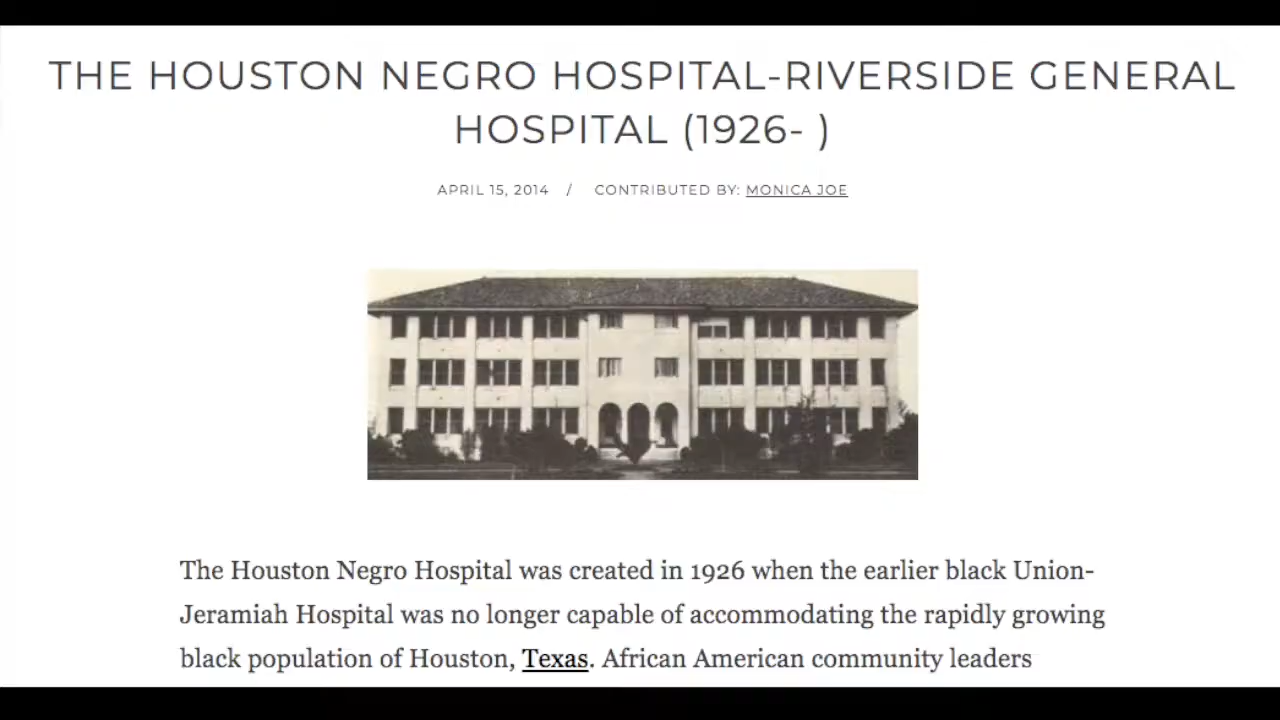 THE HOUSTON NEGRO HOSPITAL-RIVERSIDE GENERAL
HOSPITAL (1926- )
APRIL 15, 2014 / CONTRIBUTED BY: MONICA JOE
The Houston Negro Hospital was created in 1926 when the earlier black Union-
Jeramiah Hospital was no longer capable of accommodating the rapidly growing
black population of Houston, Texas. African American community leaders